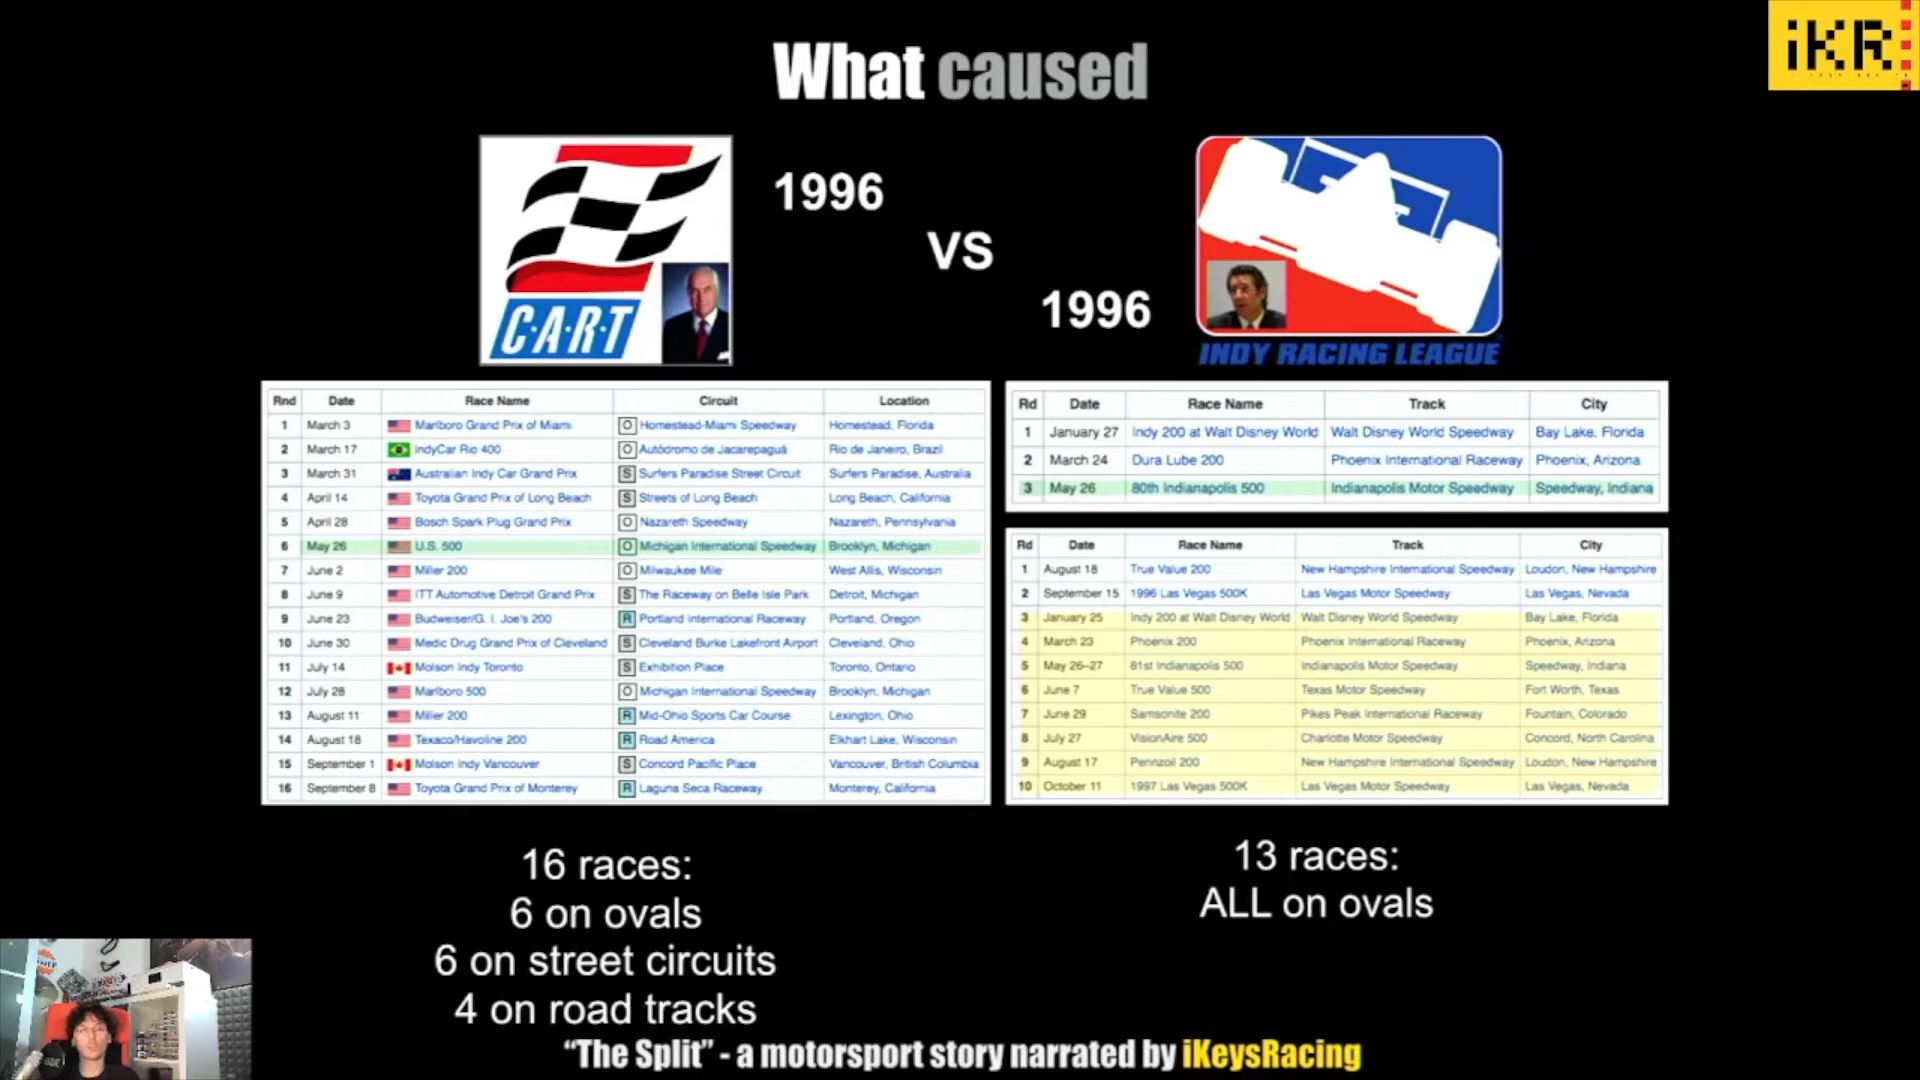 What caused
iKR
1996
VS
1996
C·A·R·T
INDY RACING LEAGUE
Rnd Date Race Name Circuit Location
1 March 3 Marlboro Grand Prix of Miami O Homestead-Miami Speedway Homestead, Florida
2 March 17 IndyCar Rio 400 O Autódromo de Jacarepaguá Rio de Janeiro, Brazil
3 March 31 Australian Indy Car Grand Prix S Surfers Paradise Street Circuit Surfers Paradise, Australia
4 April 14 Toyota Grand Prix of Long Beach S Streets of Long Beach Long Beach, California
5 April 28 Bosch Spark Plug Grand Prix O Nazareth Speedway Nazareth, Pennsylvania
6 May 26 U.S. 500 O Michigan International Speedway Brooklyn, Michigan
7 June 2 Miller 200 O Milwaukee Mile West Allis, Wisconsin
8 June 9 ITT Automotive Detroit Grand Prix S The Raceway on Belle Isle Park Detroit, Michigan
9 June 23 Budweiser/G. I. Joe's 200 R Portland International Raceway Portland, Oregon
10 June 30 Medic Drug Grand Prix of Cleveland S Cleveland Burke Lakefront Airport Cleveland, Ohio
11 July 14 Molson Indy Toronto S Exhibition Place Toronto, Ontario
12 July 28 Marlboro 500 O Michigan International Speedway Brooklyn, Michigan
13 August 11 Miller 200 R Mid-Ohio Sports Car Course Lexington, Ohio
14 August 18 Texaco/Havoline 200 R Road America Elkhart Lake, Wisconsin
15 September 1 Molson Indy Vancouver S Concord Pacific Place Vancouver, British Columbia
16 September 8 Toyota Grand Prix of Monterey R Laguna Seca Raceway Monterey, California
Rd Date Race Name Track City
1 January 27 Indy 200 at Walt Disney World Walt Disney World Speedway Bay Lake, Florida
2 March 24 Dura Lube 200 Phoenix International Raceway Phoenix, Arizona
3 May 26 80th Indianapolis 500 Indianapolis Motor Speedway Speedway, Indiana
Rd Date Race Name Track City
1 August 18 True Value 200 New Hampshire International Speedway Loudon, New Hampshire
2 September 15 1996 Las Vegas 500K Las Vegas Motor Speedway Las Vegas, Nevada
3 January 25 Indy 200 at Walt Disney World Walt Disney World Speedway Bay Lake, Florida
4 March 23 Phoenix 200 Phoenix International Raceway Phoenix, Arizona
5 May 26–27 81st Indianapolis 500 Indianapolis Motor Speedway Speedway, Indiana
6 June 7 True Value 500 Texas Motor Speedway Fort Worth, Texas
7 June 29 Samsonite 200 Pikes Peak International Raceway Fountain, Colorado
8 July 27 VisionAire 500 Charlotte Motor Speedway Concord, North Carolina
9 August 17 Pennzoil 200 New Hampshire International Speedway Loudon, New Hampshire
10 October 11 1997 Las Vegas 500K Las Vegas Motor Speedway Las Vegas, Nevada
16 races:
6 on ovals
6 on street circuits
4 on road tracks
13 races:
ALL on ovals
“The Split” - a motorsport story narrated by iKeysRacing